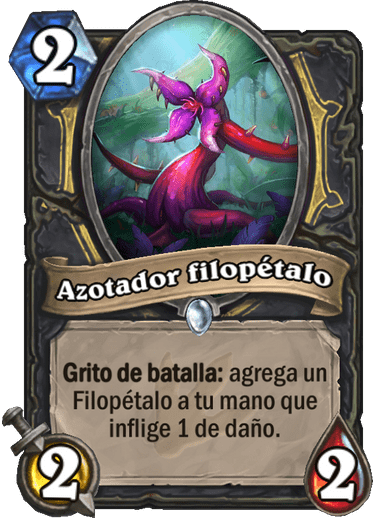 2
Azotador filopétalo
Grito de batalla: agrega un
Filopétalo a tu mano que
inflige 1 de daño.
2
2